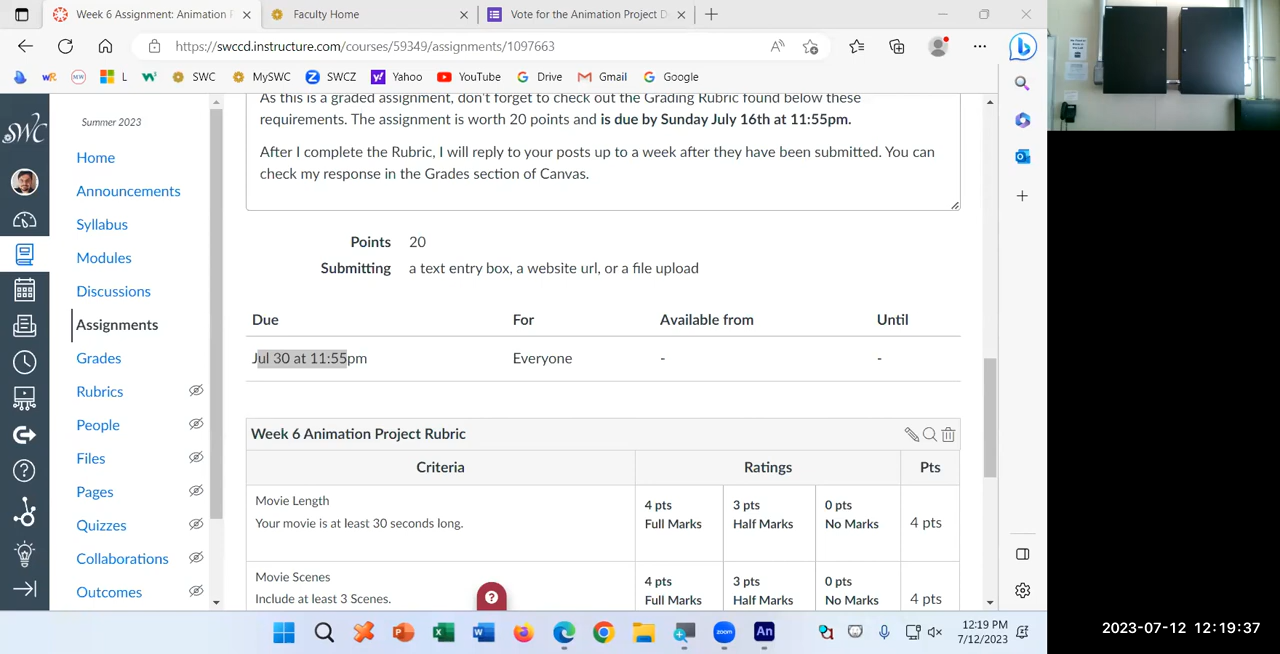 Week 6 Assignment: Animation P
Faculty Home
Vote for the Animation Project D
https://swccd.instructure.com/courses/59349/assignments/1097663
L
SWC
MySWC
SWCZ
Yahoo
YouTube
Drive
Gmail
Google
SWC
Summer 2023
Home
Announcements
Syllabus
Modules
Discussions
Assignments
Grades
Rubrics
People
Files
Pages
Quizzes
Collaborations
Outcomes
As this is a graded assignment, don't forget to check out the Grading Rubric found below these
requirements. The assignment is worth 20 points and is due by Sunday July 16th at 11:55pm.
After I complete the Rubric, I will reply to your posts up to a week after they have been submitted. You can
check my response in the Grades section of Canvas.
Points 20
Submitting a text entry box, a website url, or a file upload
Due For Available from Until
Jul 30 at 11:55pm Everyone - -
Week 6 Animation Project Rubric
Criteria Ratings Pts
Movie Length
Your movie is at least 30 seconds long.
4 pts
Full Marks
3 pts
Half Marks
0 pts
No Marks
4 pts
Movie Scenes
Include at least 3 Scenes.
4 pts
Full Marks
3 pts
Half Marks
0 pts
No Marks
4 pts
zoom
An
12:19 PM
7/12/2023
2023-07-12 12:19:37